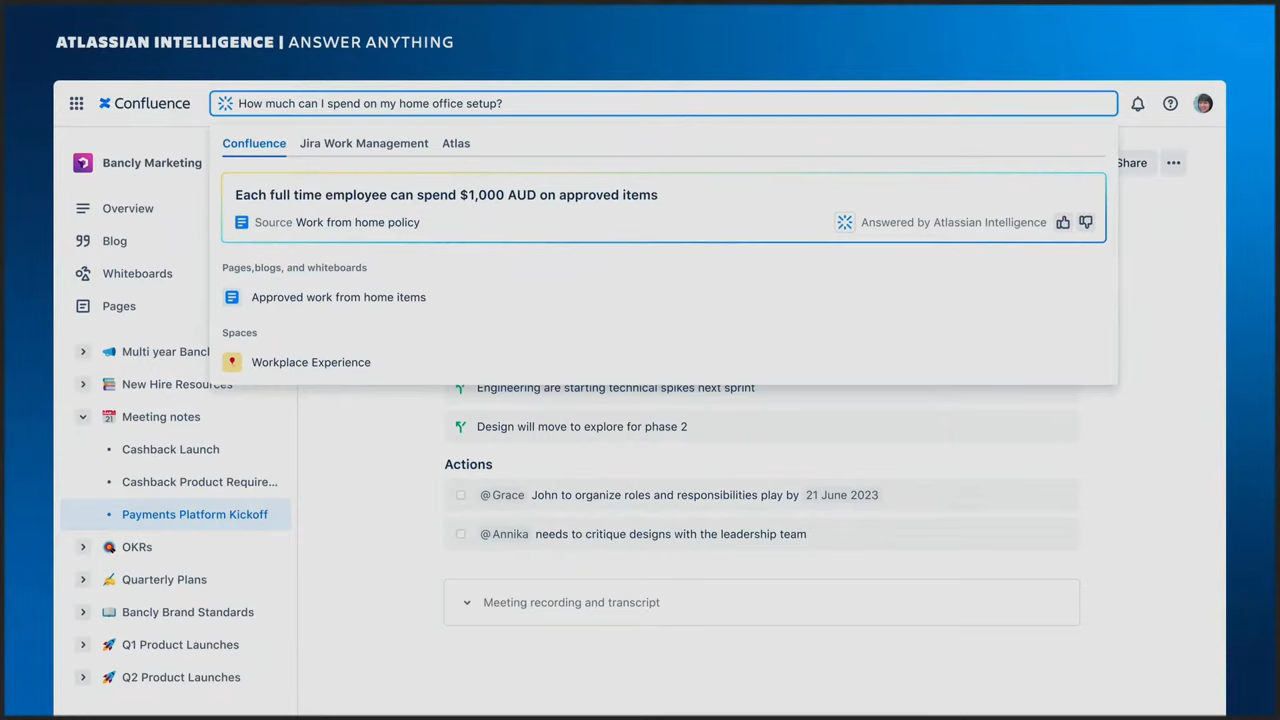 ATLASSIAN INTELLIGENCE | ANSWER ANYTHING
Confluence
How much can I spend on my home office setup?
Confluence Jira Work Management Atlas
Bancly Marketing
Share
Each full time employee can spend $1,000 AUD on approved items
Source Work from home policy
Answered by Atlassian Intelligence
Overview
Blog
Whiteboards
Pages
Pages,blogs, and whiteboards
Approved work from home items
Spaces
Workplace Experience
Multi year Bancl
New Hire Resources
Meeting notes
Cashback Launch
Cashback Product Require...
Payments Platform Kickoff
OKRs
Quarterly Plans
Bancly Brand Standards
Q1 Product Launches
Q2 Product Launches
Engineering are starting technical spikes next sprint
Design will move to explore for phase 2
Actions
@Grace John to organize roles and responsibilities play by 21 June 2023
@Annika needs to critique designs with the leadership team
Meeting recording and transcript